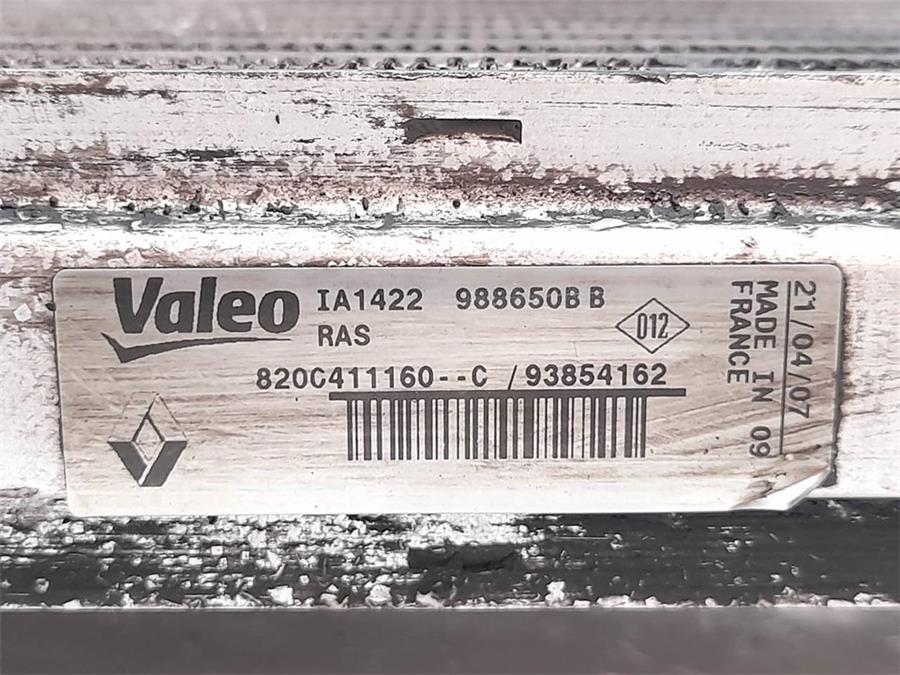 Valeo IA1422 988650B B
RAS
012
820C411160--C /93854162
21/04/07
MADE IN 09
FRANCE